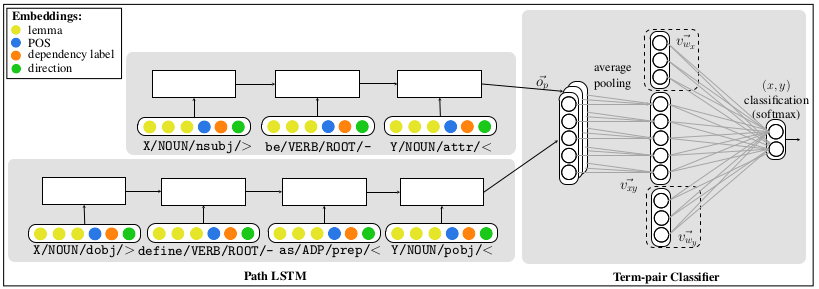 Embeddings:
lemma
POS
dependency label
direction
X/NOUN/nsubj/> be/VERB/ROOT/- Y/NOUN/attr/<
X/NOUN/dobj/> define/VERB/ROOT/- as/ADP/prep/< Y/NOUN/pobj/<
Path LSTM
$\vec{o}_p$
average
pooling
$\vec{v_{w_x}}$
$\vec{v_{xy}}$
$\vec{v_{w_y}}$
(x, y)
classification
(softmax)
Term-pair Classifier